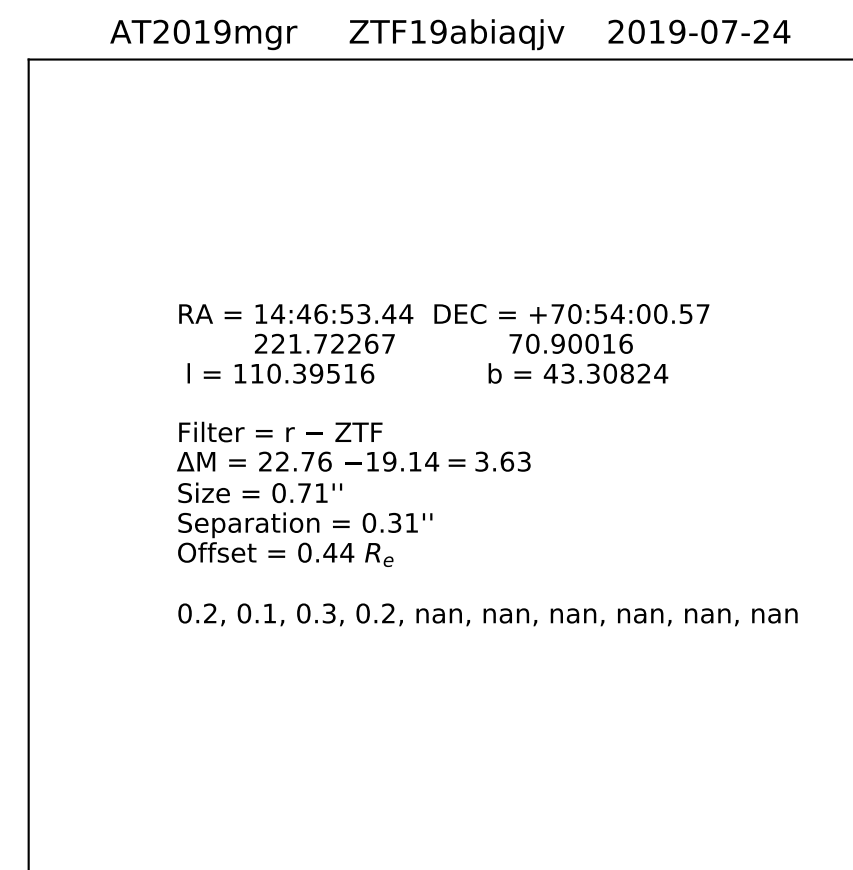 AT2019mgr ZTF19abiaqjv 2019-07-24
RA = 14:46:53.44 DEC = +70:54:00.57
221.72267 70.90016
l = 110.39516 b = 43.30824
Filter = r − ZTF
ΔM = 22.76 −19.14 = 3.63
Size = 0.71''
Separation = 0.31''
Offset = 0.44 Re
0.2, 0.1, 0.3, 0.2, nan, nan, nan, nan, nan, nan